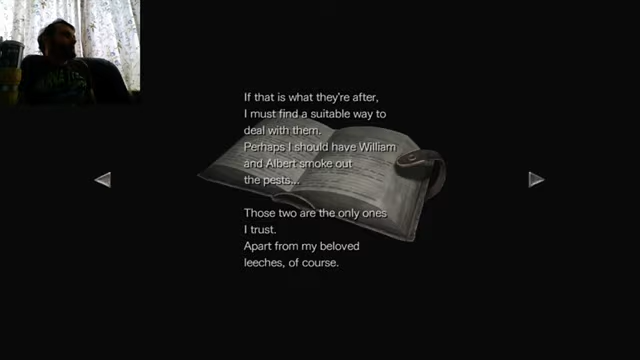 If that is what they're after,
I must find a suitable way to
deal with them.
Perhaps I should have William
and Albert smoke out
the pests...
Those two are the only ones
I trust.
Apart from my beloved
leeches, of course.